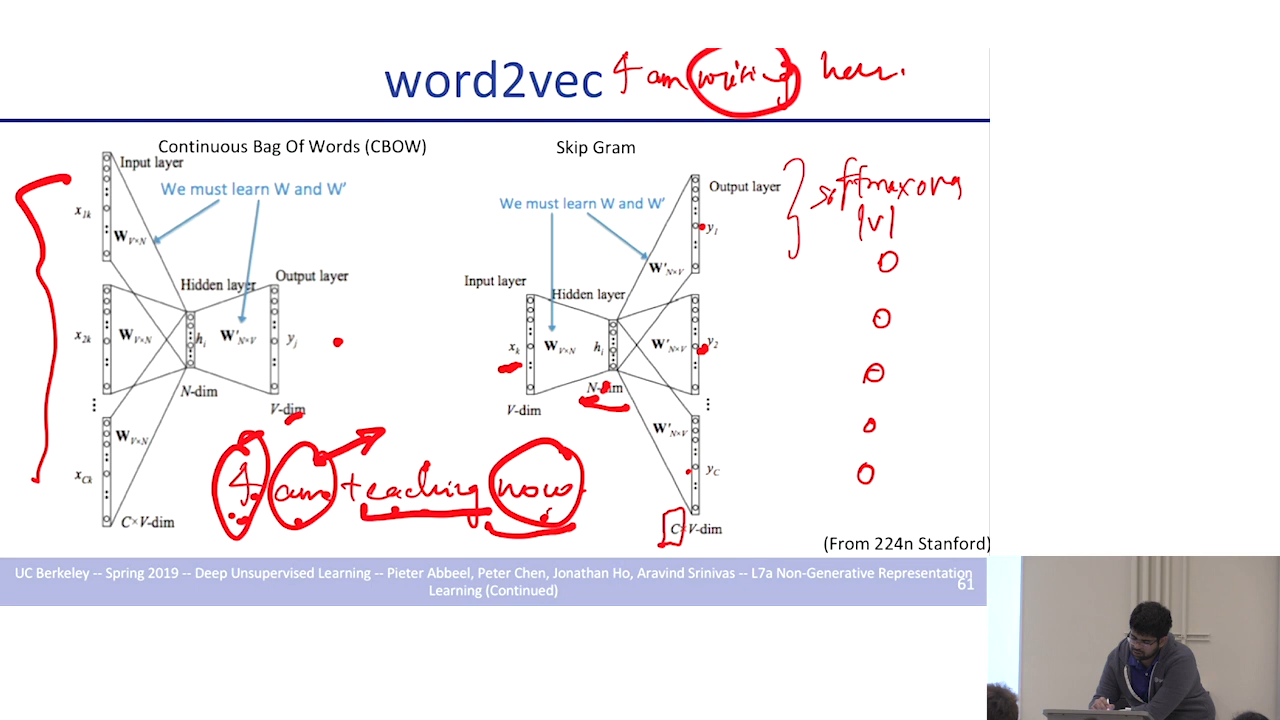 word2vec I am writing here.
Continuous Bag Of Words (CBOW)
Skip Gram
Input layer
We must learn W and W’
x1k
WV×N
Hidden layer
Output layer
x2k
WV×N
hi
W'N×V
yj
N-dim
V-dim
⋮
WV×N
xCk
C×V-dim
We must learn W and W’
Output layer
y1
W'N×V
Input layer
Hidden layer
xk
WV×N
hi
W'N×V
y2
N-dim
V-dim
⋮
W'N×V
yC
C×V-dim
softmax over
|V|
I am teaching now.
(From 224n Stanford)
UC Berkeley -- Spring 2019 -- Deep Unsupervised Learning -- Pieter Abbeel, Peter Chen, Jonathan Ho, Aravind Srinivas -- L7a Non-Generative Representation
Learning (Continued)
61